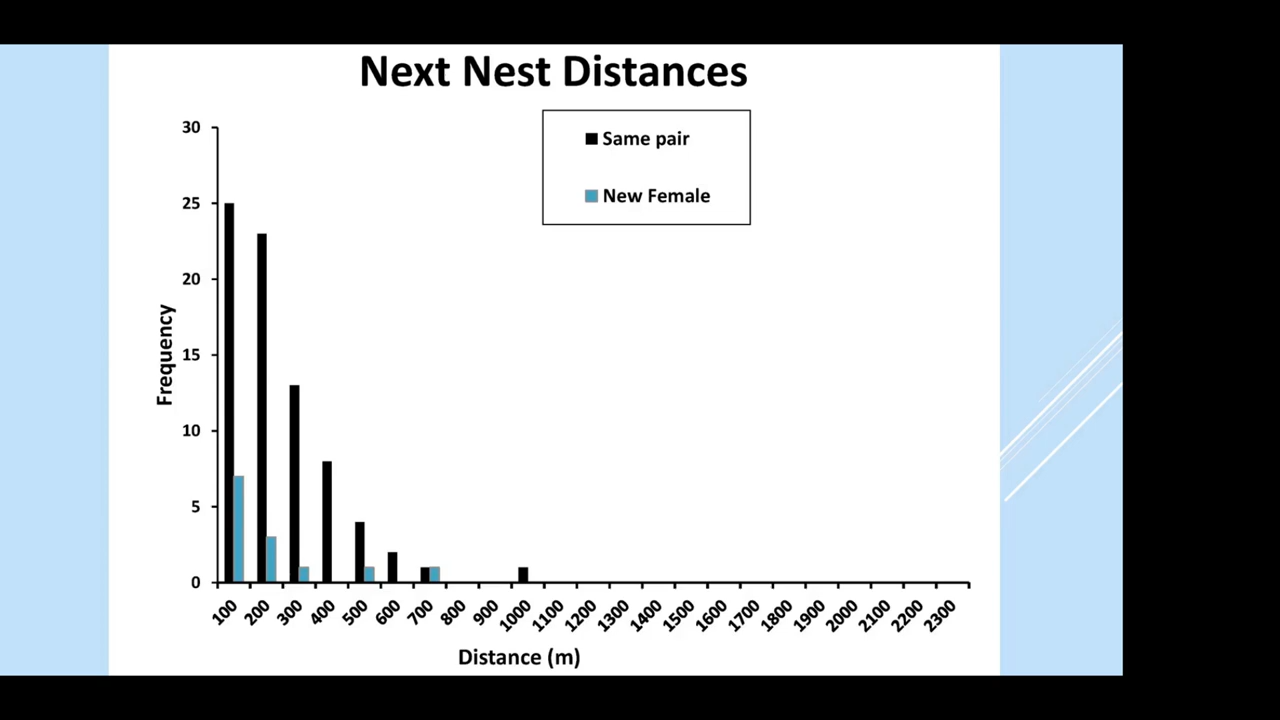 Next Nest Distances
Same pair
New Female
30
25
20
15
10
5
0
Frequency
100 200 300 400 500 600 700 800 900 1000 1100 1200 1300 1400 1500 1600 1700 1800 1900 2000 2100 2200 2300
Distance (m)